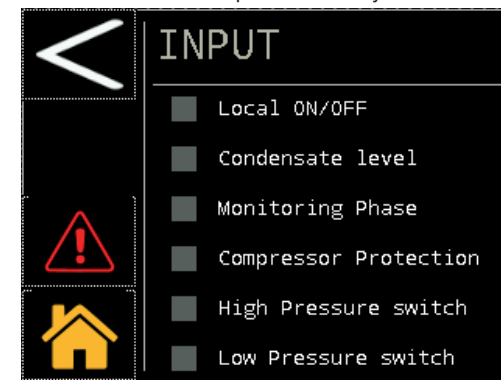 INPUT
Local ON/OFF
Condensate level
Monitoring Phase
Compressor Protection
High Pressure switch
Low Pressure switch